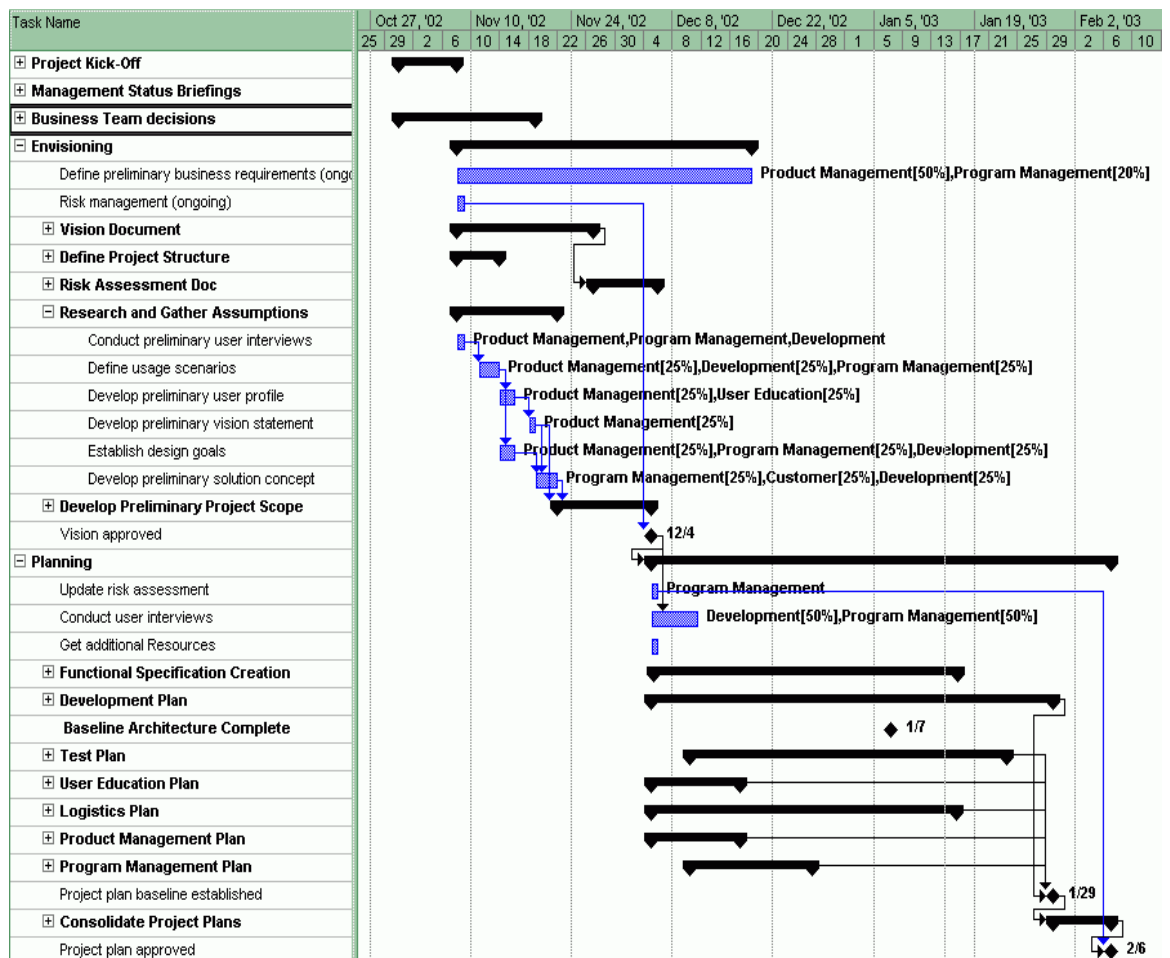 Task Name
Oct 27, '02 Nov 10, '02 Nov 24, '02 Dec 8, '02 Dec 22, '02 Jan 5, '03 Jan 19, '03 Feb 2, '03
25 29 2 6 10 14 18 22 26 30 4 8 12 16 20 24 28 1 5 9 13 17 21 25 29 2 6 10
Project Kick-Off
Management Status Briefings
Business Team decisions
Envisioning
Define preliminary business requirements (ongo Product Management[50%],Program Management[20%]
Risk management (ongoing)
Vision Document
Define Project Structure
Risk Assessment Doc
Research and Gather Assumptions
Conduct preliminary user interviews Product Management,Program Management,Development
Define usage scenarios Product Management[25%],Development[25%],Program Management[25%]
Develop preliminary user profile Product Management[25%],User Education[25%]
Develop preliminary vision statement Product Management[25%]
Establish design goals Product Management[25%],Program Management[25%],Development[25%]
Develop preliminary solution concept Program Management[25%],Customer[25%],Development[25%]
Develop Preliminary Project Scope
Vision approved 12/4
Planning
Update risk assessment Program Management
Conduct user interviews Development[50%],Program Management[50%]
Get additional Resources
Functional Specification Creation
Development Plan
Baseline Architecture Complete 1/7
Test Plan
User Education Plan
Logistics Plan
Product Management Plan
Program Management Plan
Project plan baseline established 1/29
Consolidate Project Plans
Project plan approved 2/6